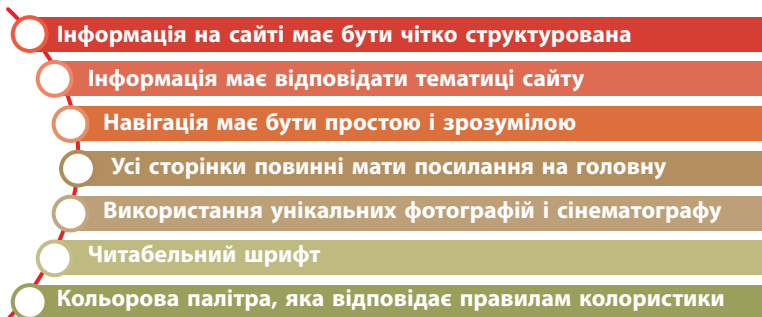 Інформація на сайті має бути чітко структурована
Інформація має відповідати тематиці сайту
Навігація має бути простою і зрозумілою
Усі сторінки повинні мати посилання на головну
Використання унікальних фотографій і сінематографу
Читабельний шрифт
Кольорова палітра, яка відповідає правилам колористики